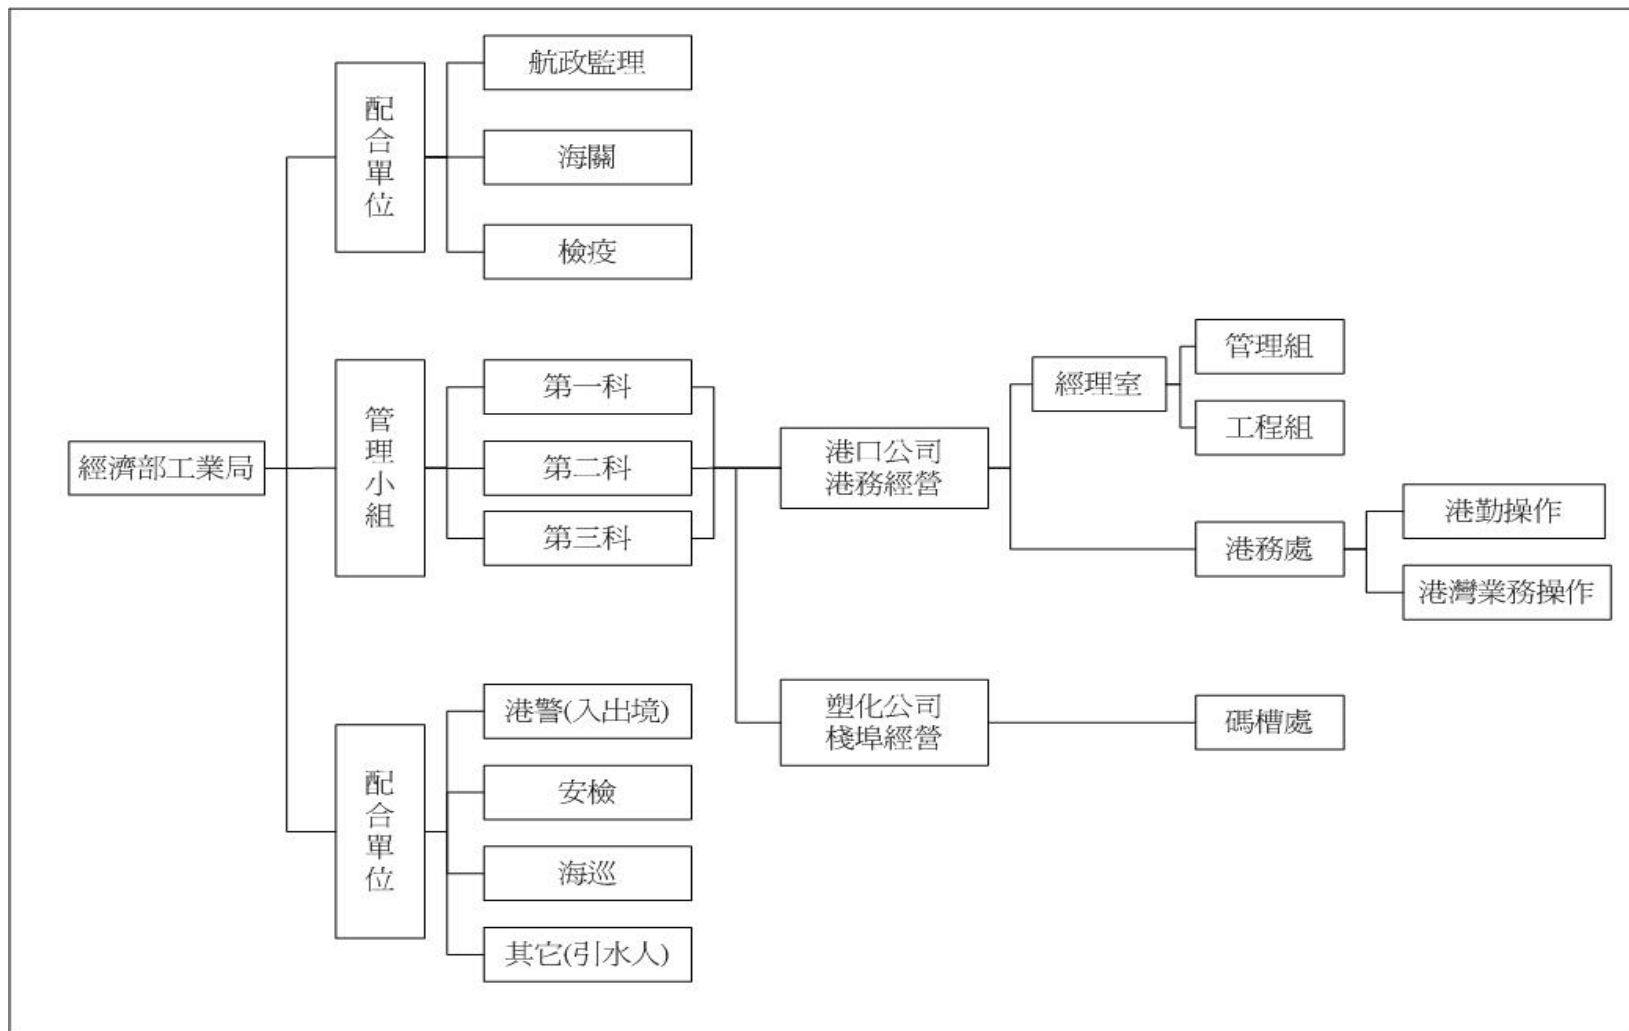 經濟部工業局
配合單位
航政監理
海關
檢疫
管理小組
第一科
第二科
第三科
港口公司
港務經營
經理室
管理組
工程組
港務處
港勤操作
港灣業務操作
塑化公司
棧埠經營
碼槽處
配合單位
港警(入出境)
安檢
海巡
其它(引水人)